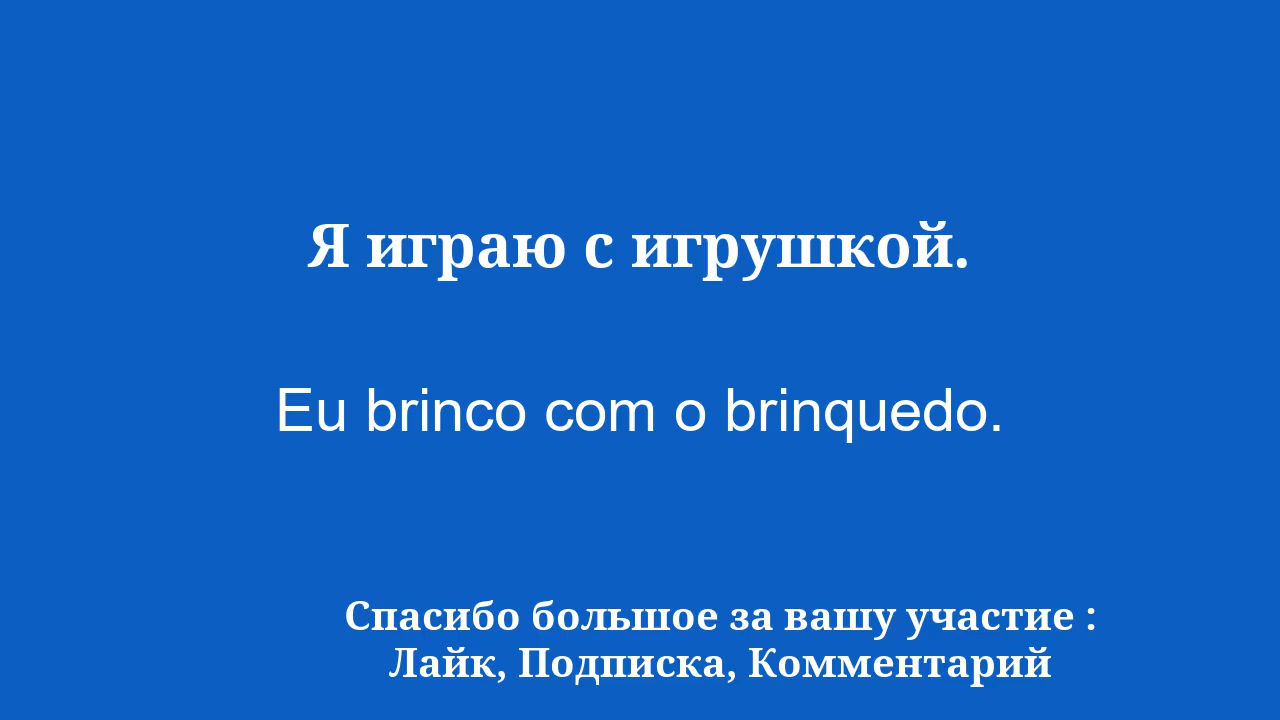 Я играю с игрушкой.
Eu brinco com o brinquedo.
Спасибо большое за вашу участие :
Лайк, Подписка, Комментарий